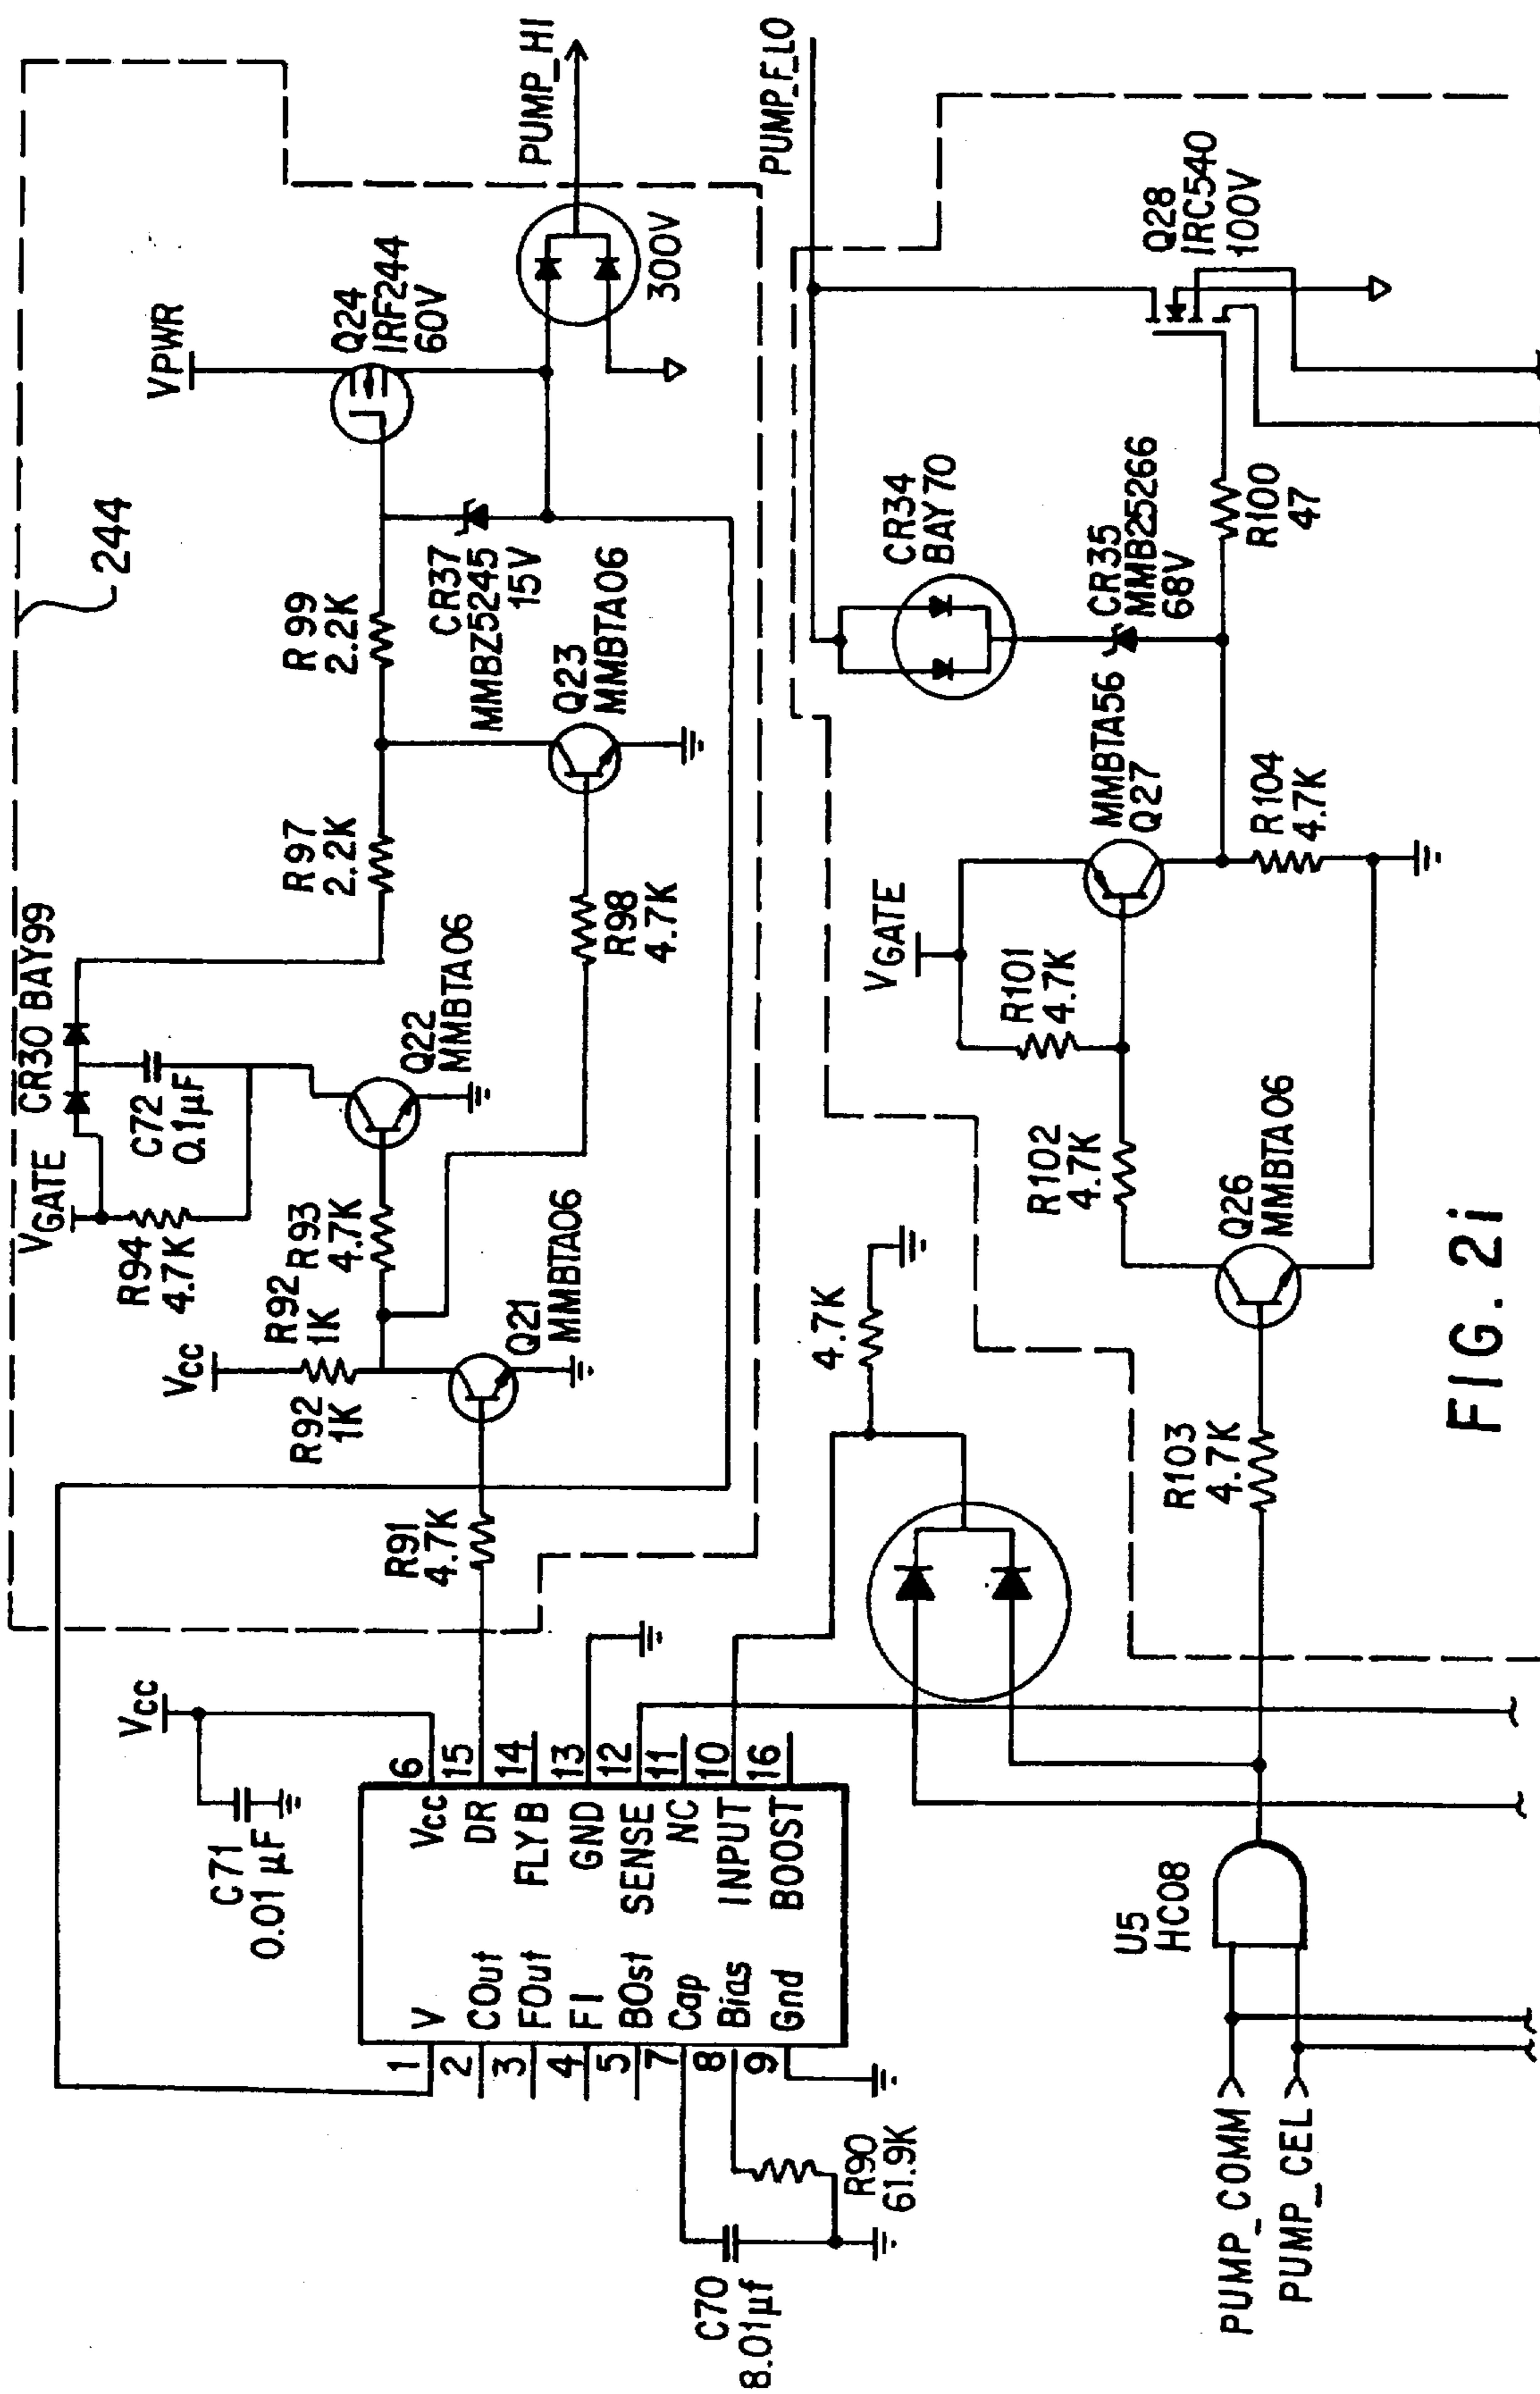 244
VPWR
Q24
IRF244
60V
PUMP_HI
300V
CR30 BAY99
VGATE
C72
0.1µF
R94
4.7K
R97
2.2K
R99
2.2K
CR37
MMBZ5245
15V
Q23
MMBTA06
R98
4.7K
Q22
MMBTA06
R93
4.7K
R92
1K
Vcc
R92
1K
Q21
MMBTA06
R91
4.7K
Vcc
C71
0.01 µF
1
2
3
4
5
7
8
9
V
COut
FOut
FI
BOst
Cap
Bias
Gnd
Vcc
DR
FLYB
GND
SENSE
NC
INPUT
BOOST
6
15
14
13
12
11
10
16
C70
8.01µf
R90
61.9K
4.7K
PUMP_F_LO
CR34
BAY70
CR35
MMB25266
68V
Q28
IRC540
100V
R100
47
VGATE
R101
4.7K
MMBTA56
Q27
R104
4.7K
R102
4.7K
Q26
MMBTA06
R103
4.7K
U5
HC08
PUMP_COMM
PUMP_CEL
FIG. 2i